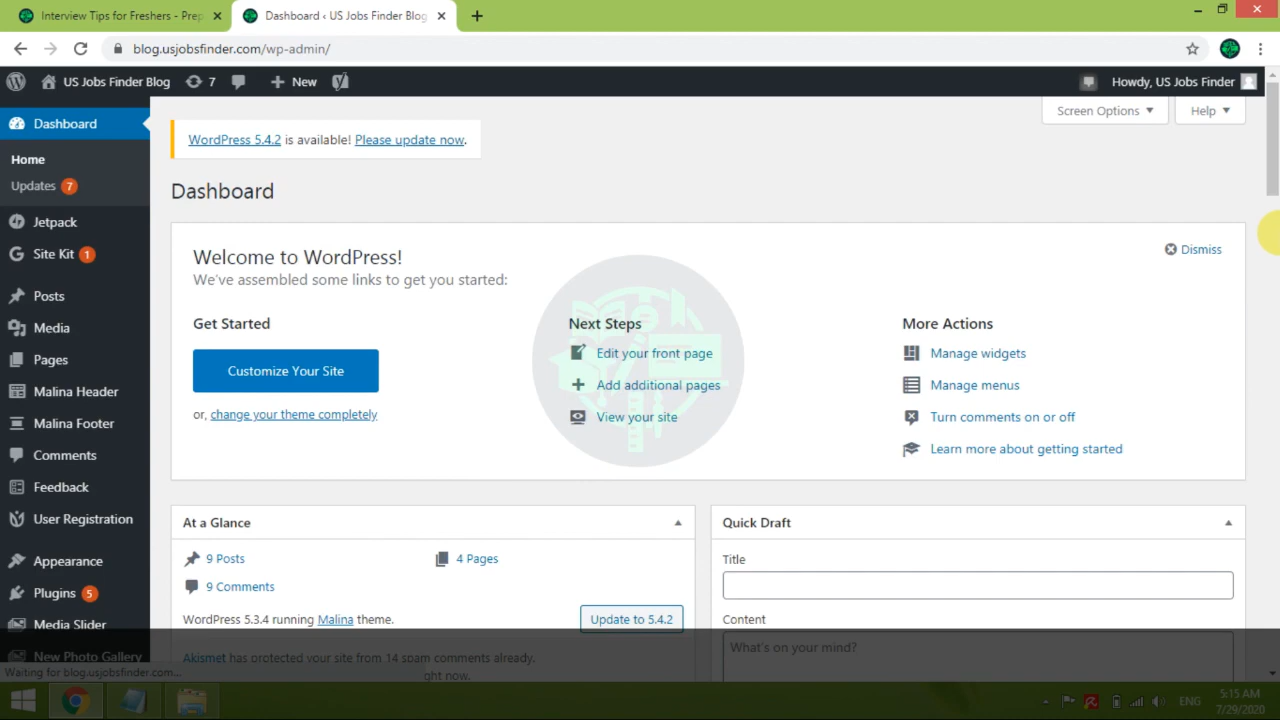 Interview Tips for Freshers - Prep
Dashboard ‹ US Jobs Finder Blog
blog.usjobsfinder.com/wp-admin/
US Jobs Finder Blog
7
New
Howdy, US Jobs Finder
Dashboard
Home
Updates 7
Jetpack
Site Kit 1
Posts
Media
Pages
Malina Header
Malina Footer
Comments
Feedback
User Registration
Appearance
Plugins 5
Media Slider
New Photo Gallery
Screen Options
Help
WordPress 5.4.2 is available! Please update now.
Dashboard
Welcome to WordPress!
We've assembled some links to get you started:
Dismiss
Get Started
Customize Your Site
or, change your theme completely
Next Steps
Edit your front page
Add additional pages
View your site
More Actions
Manage widgets
Manage menus
Turn comments on or off
Learn more about getting started
At a Glance
9 Posts
4 Pages
9 Comments
WordPress 5.3.4 running Malina theme.
Update to 5.4.2
Akismet has protected your site from 14 spam comments already.
ght now.
Quick Draft
Title
Content
What's on your mind?
Waiting for blog.usjobsfinder.com...
ENG
5:15 AM
7/29/2020